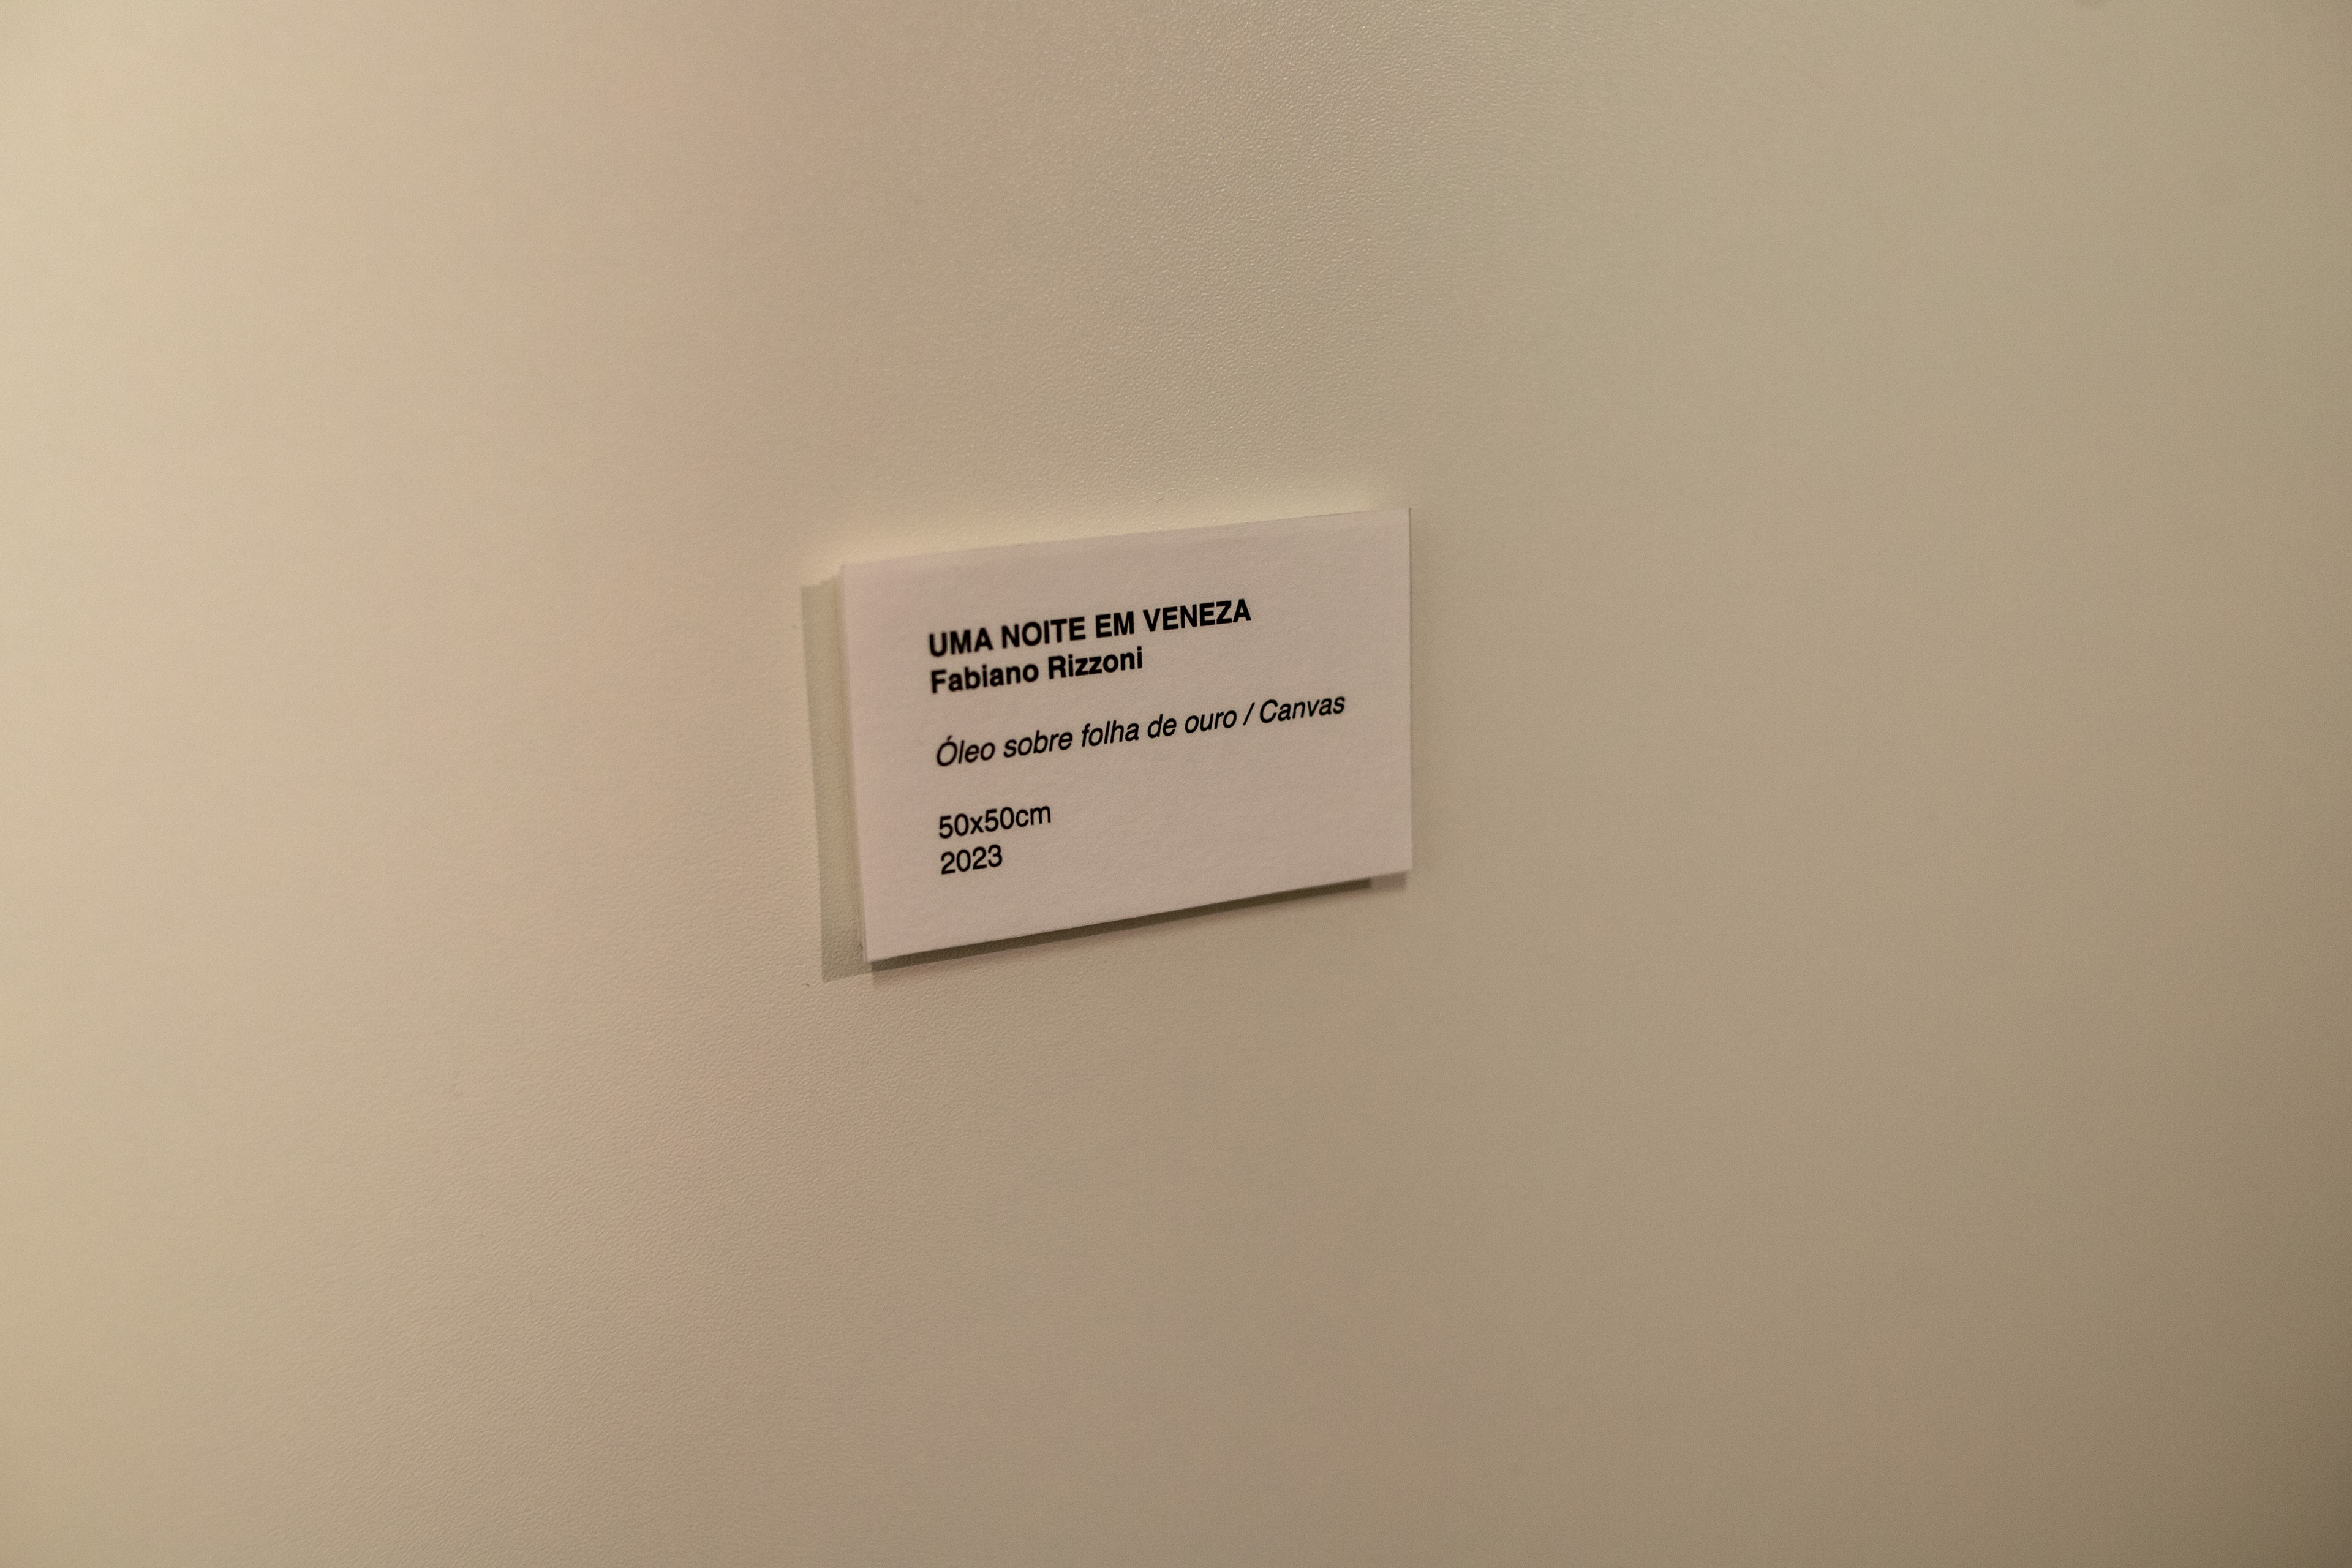 UMA NOITE EM VENEZA
Fabiano Rizzoni
Óleo sobre folha de ouro / Canvas
50x50cm
2023